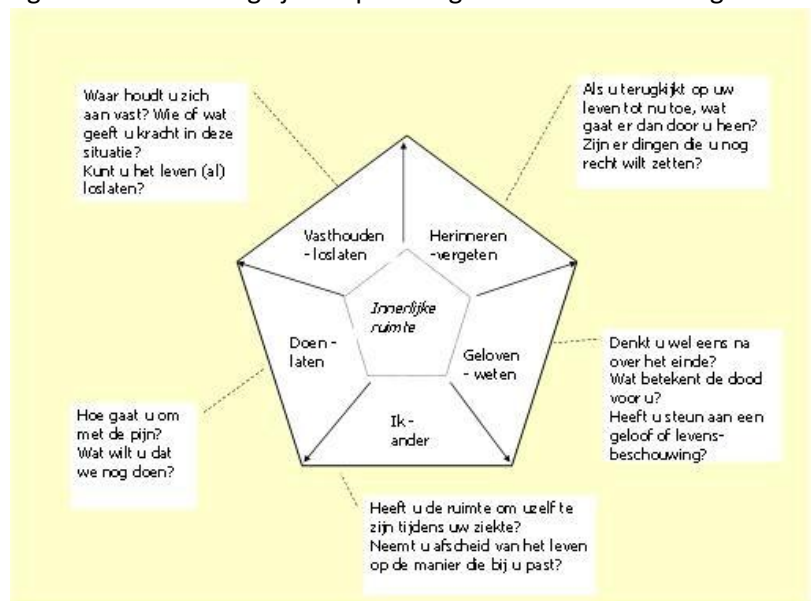 Waar houdt u zich
aan vast? Wie of wat
geeft u kracht in deze
situatie?
Kunt u het leven (al)
loslaten?
Als u terugkijkt op uw
leven tot nu toe, wat
gaat er dan door u heen?
Zijn er dingen die u nog
recht wilt zetten?
Vasthouden
- loslaten
Herinneren
-vergeten
Innerlijke
ruimte
Doen -
laten
Geloven
- weten
Ik -
ander
Denkt u wel eens na
over het einde?
Wat betekent de dood
voor u?
Heeft u steun aan een
geloof of levens-
beschouwing?
Hoe gaat u om
met de pijn?
Wat wilt u dat
we nog doen?
Heeft u de ruimte om uzelf te
zijn tijdens uw ziekte?
Neemt u afscheid van het leven
op de manier die bij u past?